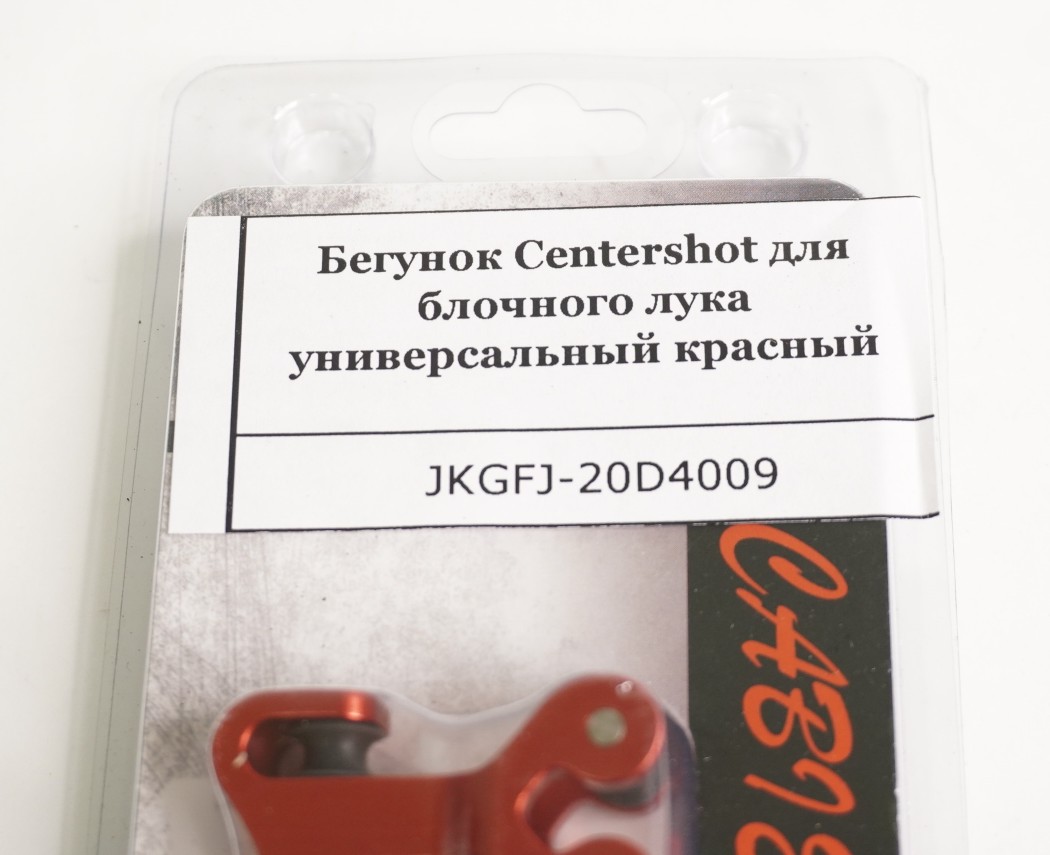 Бегунок Centershot для
блочного лука
универсальный красный
JKGFJ-20D4009